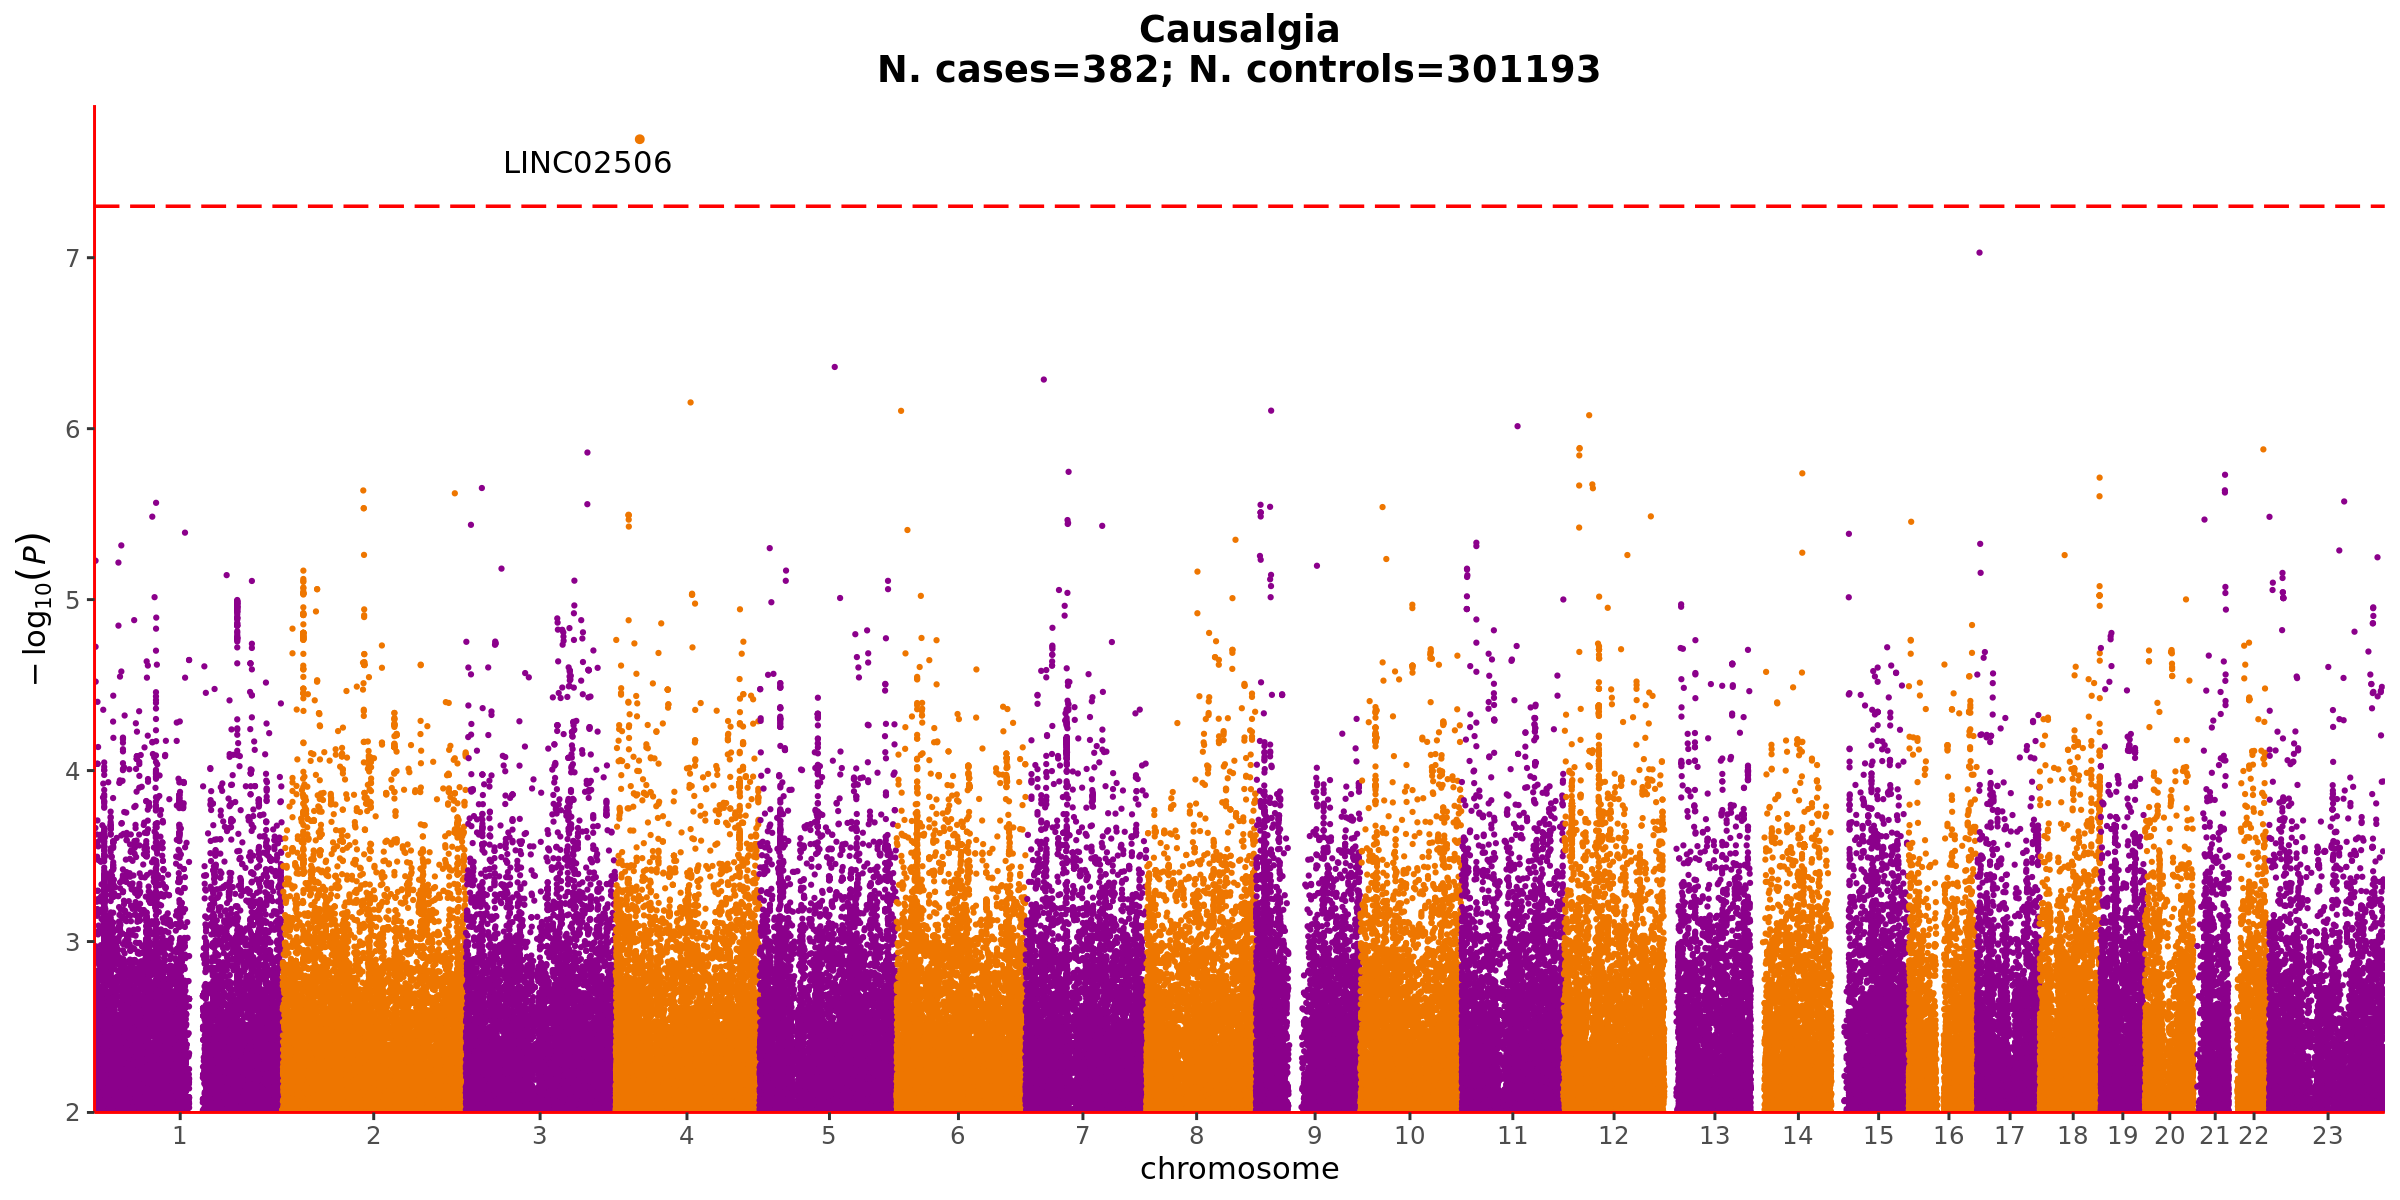 Causalgia
N. cases=382; N. controls=301193
LINC02506
7
6
5
4
3
2
−log10(P)
1 2 3 4 5 6 7 8 9 10 11 12 13 14 15 16 17 18 19 20 21 22 23
chromosome